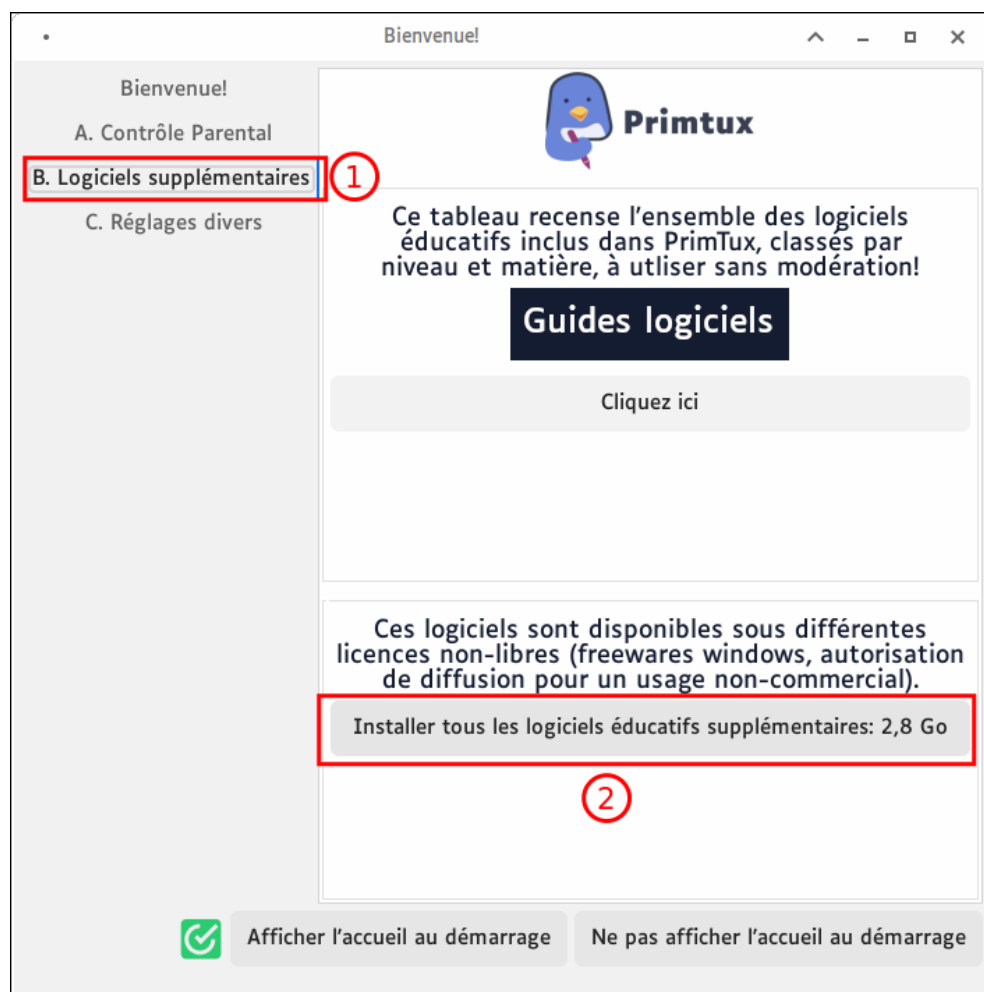 Bienvenue!
Bienvenue!
A. Contrôle Parental
B. Logiciels supplémentaires
1
C. Réglages divers
Primtux
Ce tableau recense l'ensemble des logiciels
éducatifs inclus dans PrimTux, classés par
niveau et matière, à utliser sans modération!
Guides logiciels
Cliquez ici
Ces logiciels sont disponibles sous différentes
licences non-libres (freewares windows, autorisation
de diffusion pour un usage non-commercial).
Installer tous les logiciels éducatifs supplémentaires: 2,8 Go
2
Afficher l'accueil au démarrage
Ne pas afficher l'accueil au démarrage